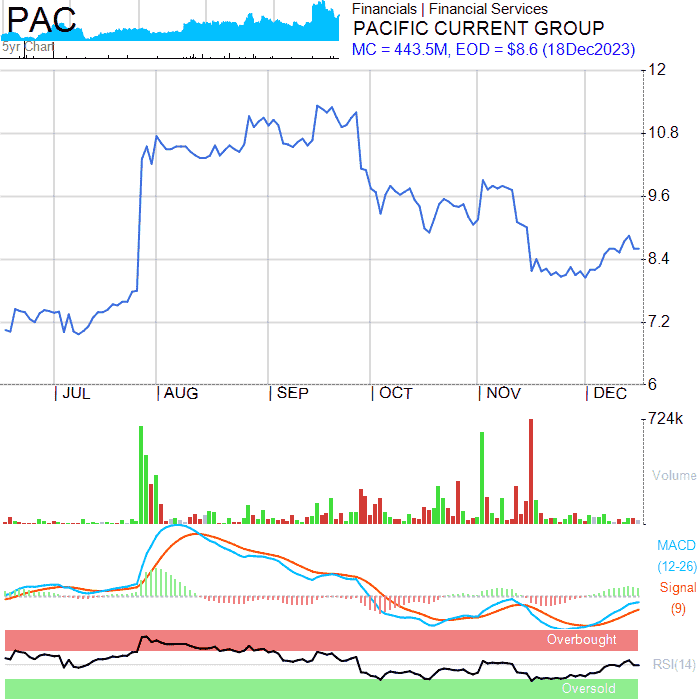 PAC
5yr Chart
Financials | Financial Services
PACIFIC CURRENT GROUP
MC = 443.5M, EOD = $8.6 (18Dec2023)
12
10.8
9.6
8.4
7.2
6
JUL
AUG
SEP
OCT
NOV
DEC
724k
Volume
MACD
(12-26)
Signal
(9)
Overbought
RSI(14)
Oversold